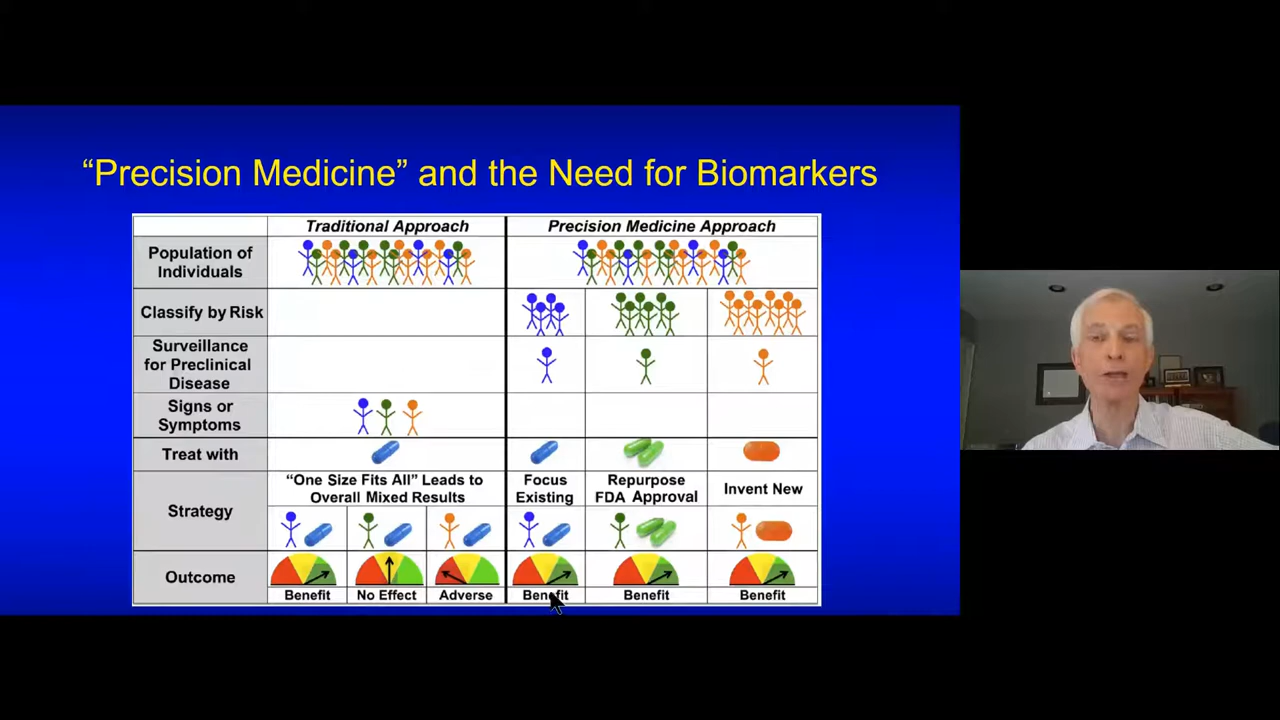 “Precision Medicine” and the Need for Biomarkers
Traditional Approach
Precision Medicine Approach
Population of
Individuals
Classify by Risk
Surveillance
for Preclinical
Disease
Signs or
Symptoms
Treat with
Strategy
“One Size Fits All” Leads to
Overall Mixed Results
Focus
Existing
Repurpose
FDA Approval
Invent New
Outcome
Benefit
No Effect
Adverse
Benefit
Benefit
Benefit